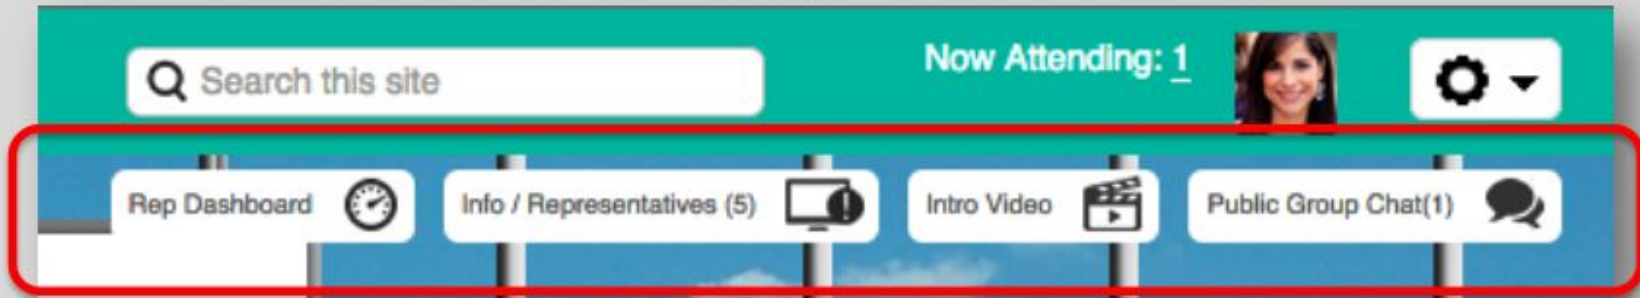 Search this site
Now Attending: 1
Rep Dashboard
Info / Representatives (5)
Intro Video
Public Group Chat(1)